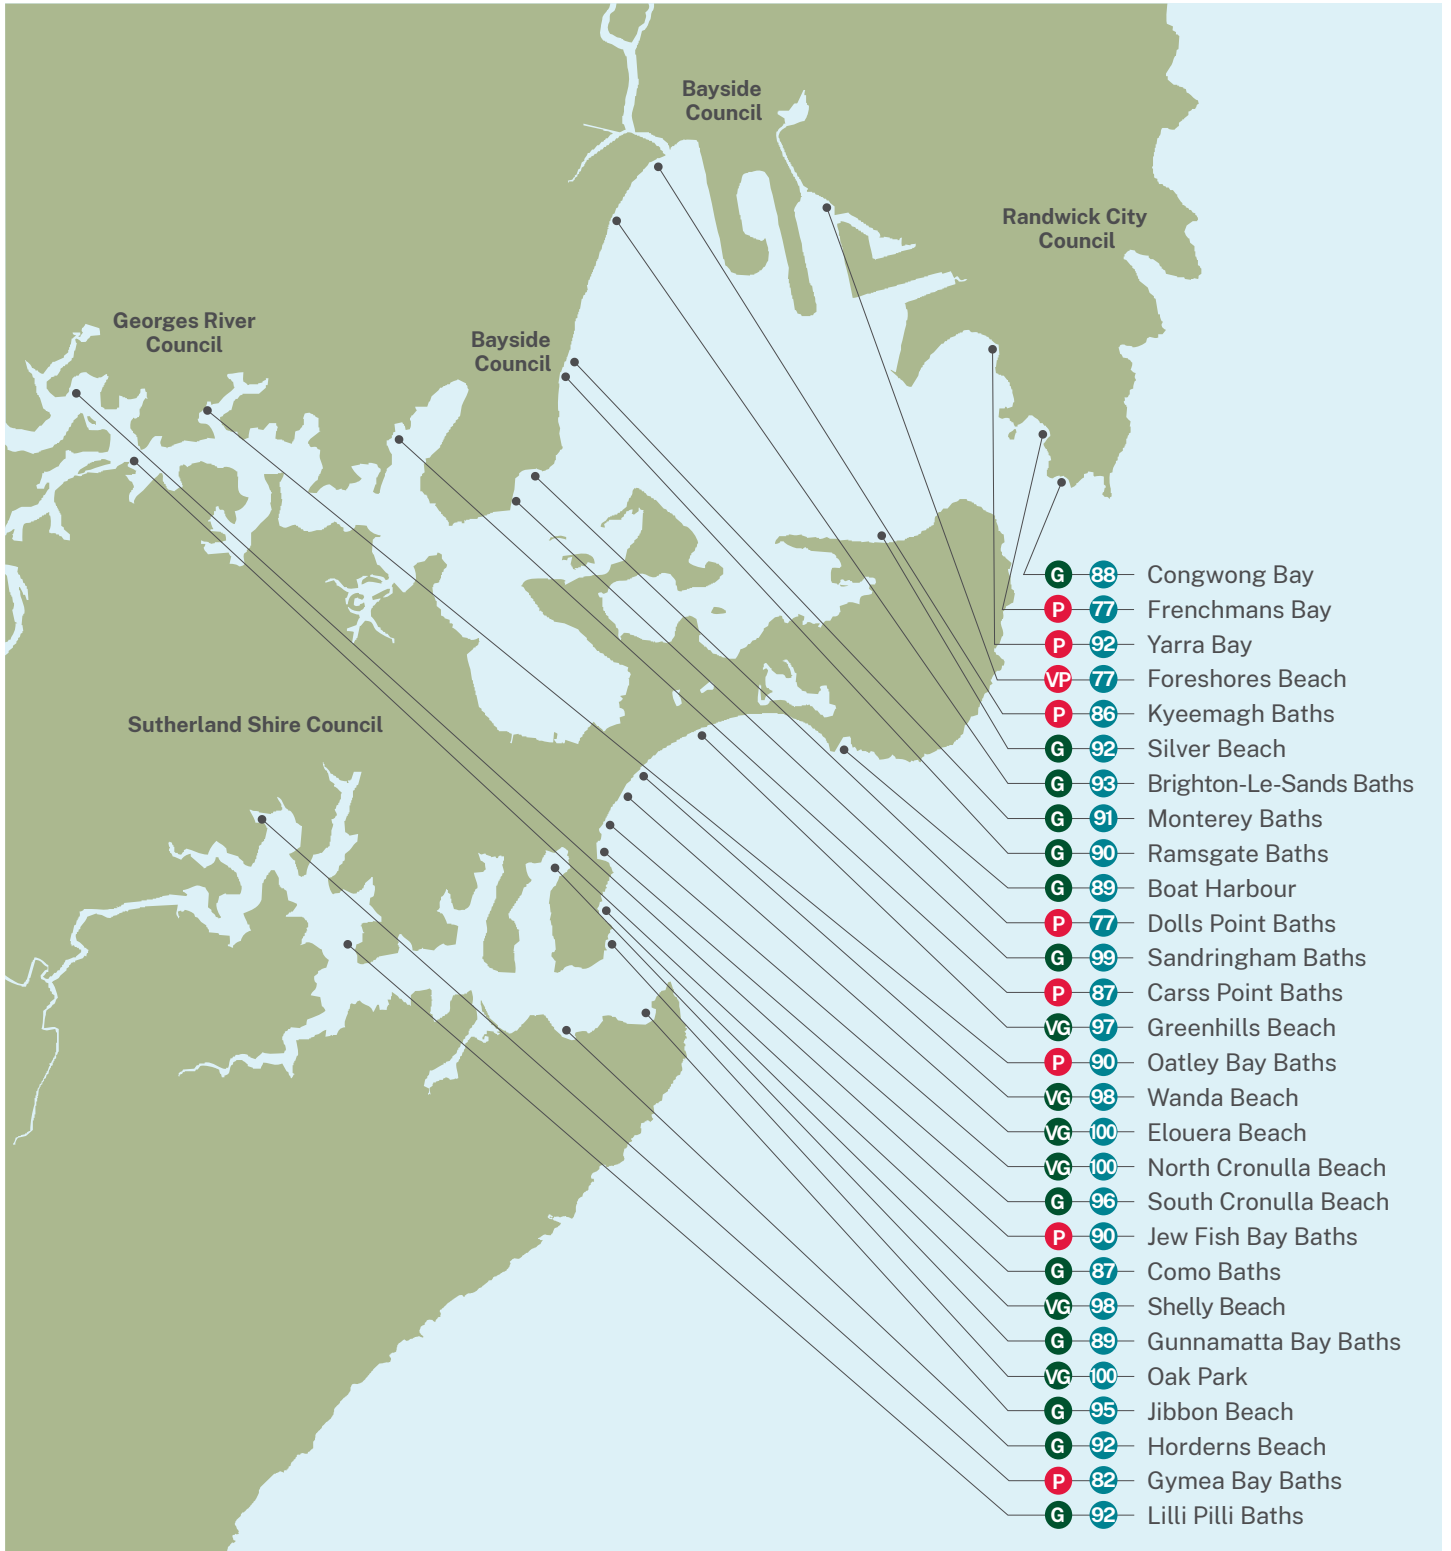 Bayside
Council
Randwick City
Council
Georges River
Council
Bayside
Council
Sutherland Shire Council
G 88 Congwong Bay
P 77 Frenchmans Bay
P 92 Yarra Bay
VP 77 Foreshores Beach
P 86 Kyeemagh Baths
G 92 Silver Beach
G 93 Brighton-Le-Sands Baths
G 91 Monterey Baths
G 90 Ramsgate Baths
G 89 Boat Harbour
P 77 Dolls Point Baths
G 99 Sandringham Baths
P 87 Carss Point Baths
VG 97 Greenhills Beach
P 90 Oatley Bay Baths
VG 98 Wanda Beach
VG 100 Elouera Beach
VG 100 North Cronulla Beach
G 96 South Cronulla Beach
P 90 Jew Fish Bay Baths
G 87 Como Baths
VG 98 Shelly Beach
G 89 Gunnamatta Bay Baths
VG 100 Oak Park
G 95 Jibbon Beach
G 92 Horderns Beach
P 82 Gymea Bay Baths
G 92 Lilli Pilli Baths